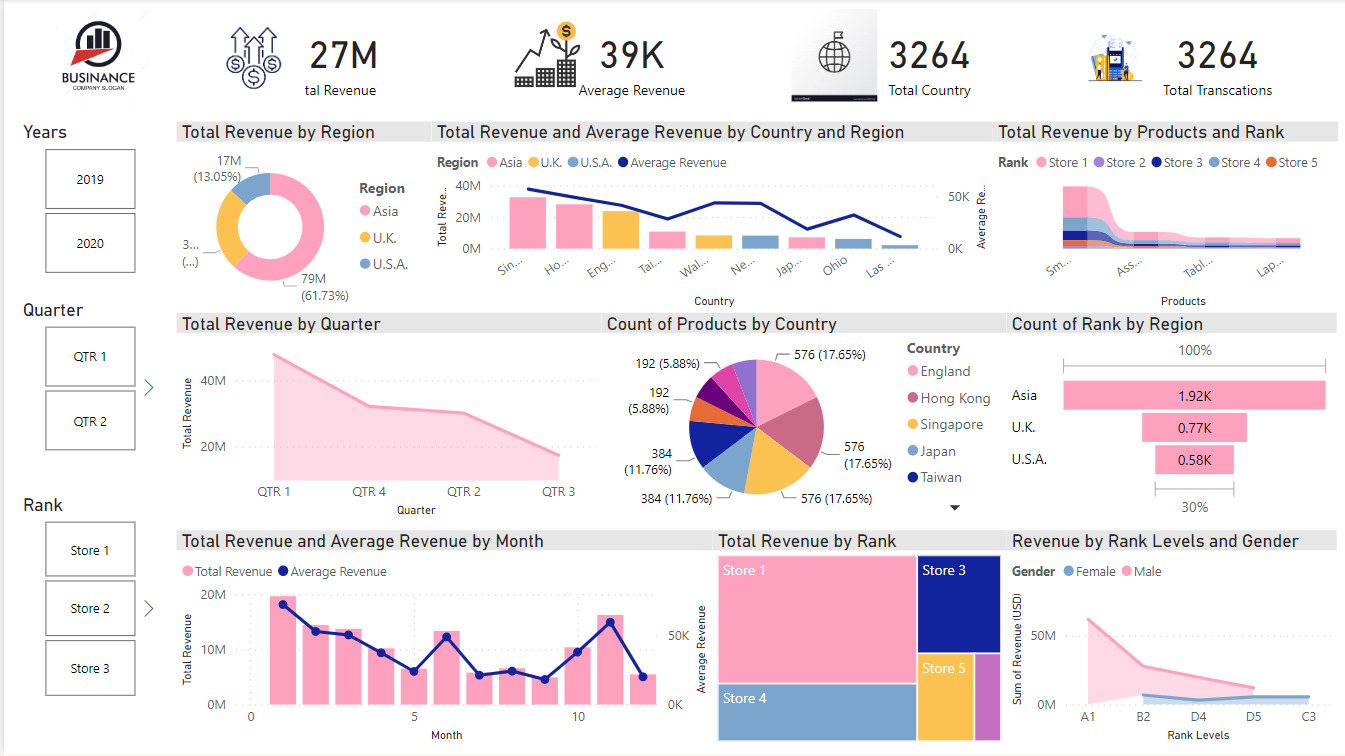 BUSINANCE
COMPANY SLOGAN
27M
tal Revenue
39K
Average Revenue
3264
Total Country
3264
Total Transcations
Years
2019
2020
Quarter
QTR 1
QTR 2
Rank
Store 1
Store 2
Store 3
Total Revenue by Region
17M
(13.05%)
3...
(...)
79M
(61.73%)
Region
Asia
U.K.
U.S.A.
Total Revenue and Average Revenue by Country and Region
Region Asia U.K. U.S.A. Average Revenue
Total Reve...
40M
20M
0M
50K
0K
Average Re...
Sin... Ho... Eng... Tai... Wal... Ne... Jap... Ohio Las ...
Country
Total Revenue by Products and Rank
Rank Store 1 Store 2 Store 3 Store 4 Store 5
Sm... Ass... Tabl... Lap...
Products
Total Revenue by Quarter
Total Revenue
40M
20M
QTR 1 QTR 4 QTR 2 QTR 3
Quarter
Count of Products by Country
576 (17.65%)
576
(17.65%)
576 (17.65%)
384 (11.76%)
384
(11.76%)
192
(5.88%)
192 (5.88%)
Country
England
Hong Kong
Singapore
Japan
Taiwan
Count of Rank by Region
100%
Asia 1.92K
U.K. 0.77K
U.S.A. 0.58K
30%
Total Revenue and Average Revenue by Month
Total Revenue Average Revenue
Total Revenue
20M
10M
0M
50K
0K
Average Revenue
0 5 10
Month
Total Revenue by Rank
Store 1
Store 3
Store 4
Store 5
Revenue by Rank Levels and Gender
Gender Female Male
Sum of Revenue (USD)
50M
0M
A1 B2 D4 D5 C3
Rank Levels